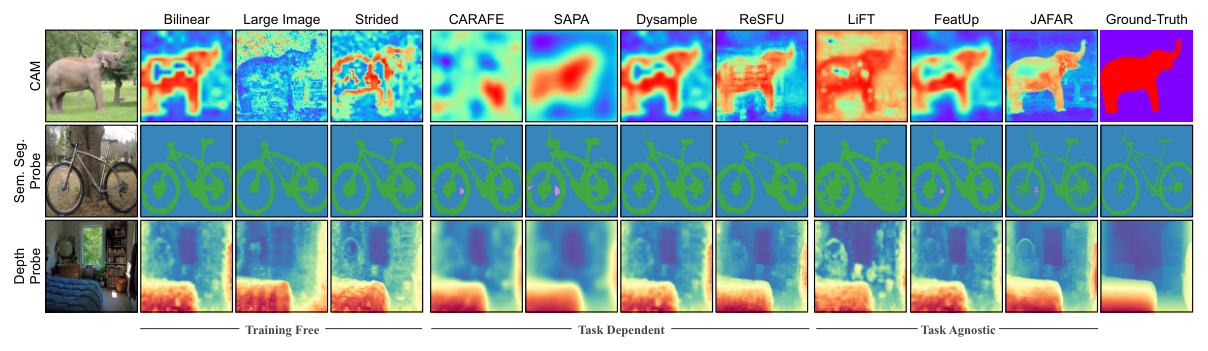 Bilinear Large Image Strided CARAFE SAPA Dysample ReSFU LiFT FeatUp JAFAR Ground-Truth
CAM
Sem. Seg.
Probe
Depth
Probe
Training Free Task Dependent Task Agnostic